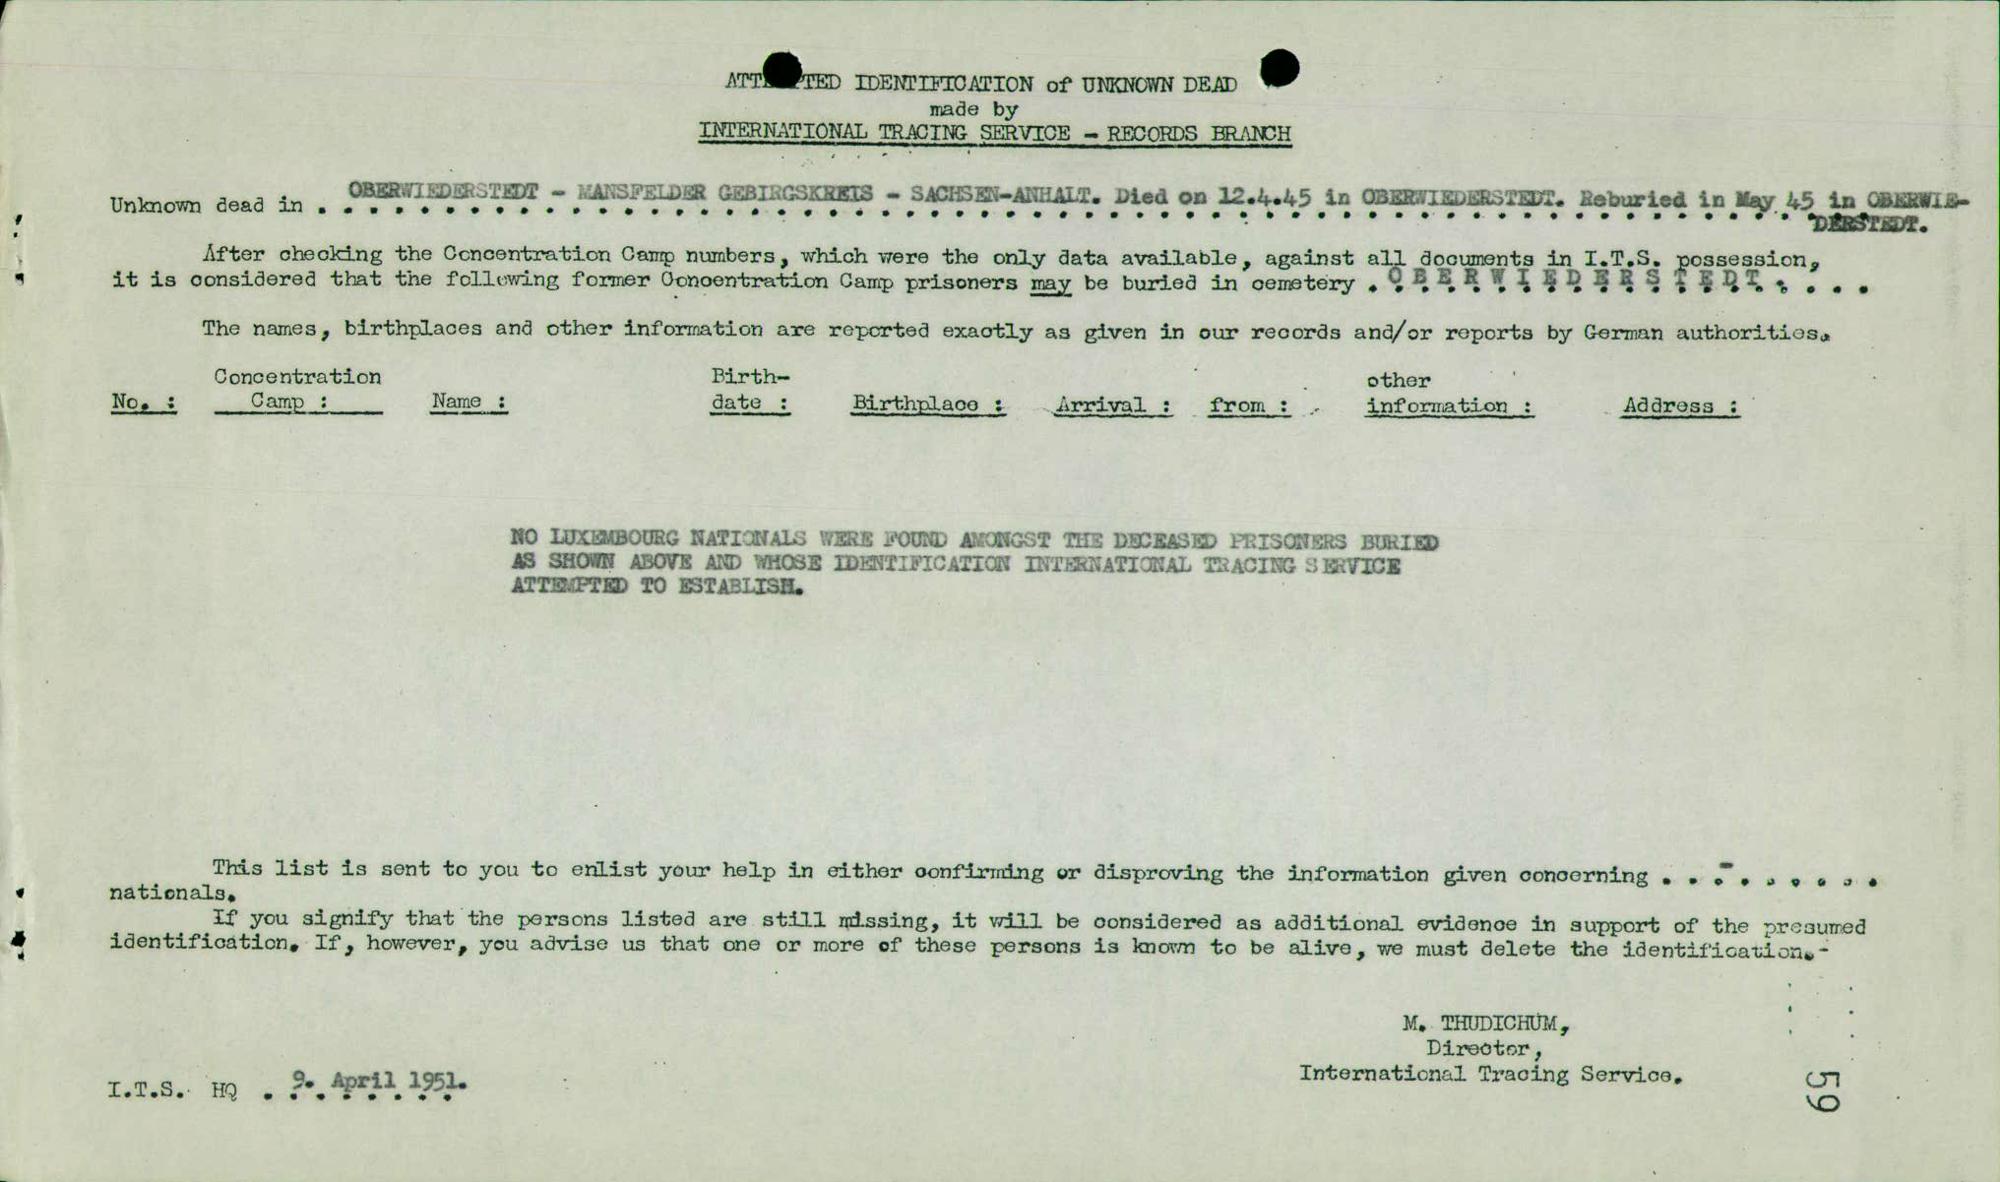 ATTEMPTED IDENTIFICATION of UNKNOWN DEAD
made by
INTERNATIONAL TRACING SERVICE - RECORDS BRANCH
Unknown dead in . OBERWIEDERSTEDT - MANSFELDER GEBIRGSKREIS - SACHSEN-ANHALT. Died on 12.4.45 in OBERWIEDERSTEDT. Reburied in May 45 in OBERWIE-
DERSTEDT.
After checking the Concentration Camp numbers, which were the only data available, against all documents in I.T.S. possession,
it is considered that the following former Concentration Camp prisoners may be buried in cemetery . O B E R W I E D E R S T E D T . . . . .
The names, birthplaces and other information are reported exactly as given in our records and/or reports by German authorities.
No. : Concentration Camp : Name : Birth-date : Birthplace : Arrival : from : other information : Address :
NO LUXEMBOURG NATIONALS WERE FOUND AMONGST THE DECEASED PRISONERS BURIED
AS SHOWN ABOVE AND WHOSE IDENTIFICATION INTERNATIONAL TRACING SERVICE
ATTEMPTED TO ESTABLISH.
This list is sent to you to enlist your help in either confirming or disproving the information given concerning . . .-. . . . . .
nationals.
If you signify that the persons listed are still missing, it will be considered as additional evidence in support of the presumed
identification. If, however, you advise us that one or more of these persons is known to be alive, we must delete the identification.-
M. THUDICHUM,
Director,
International Tracing Service.
I.T.S. HQ . 9. April 1951.
59